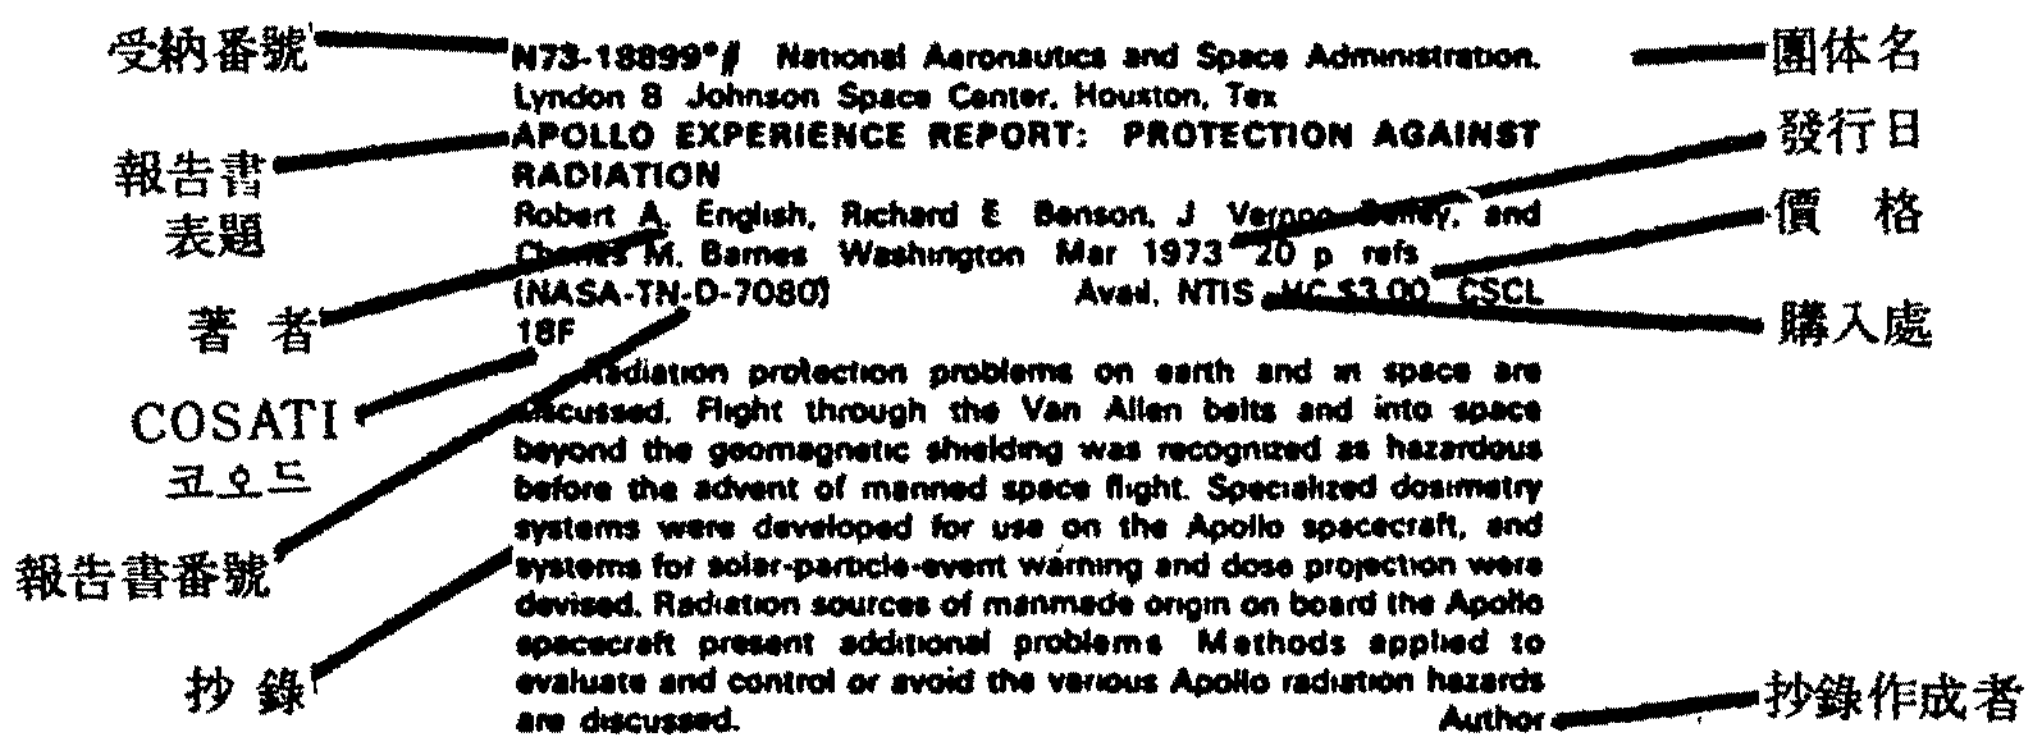 受納番號
報告書
表題
著 者
COSATI
코오드
報告書番號
抄 錄
N73-18899*# National Aeronautics and Space Administration.
Lyndon B Johnson Space Center, Houston, Tex
APOLLO EXPERIENCE REPORT: PROTECTION AGAINST
RADIATION
Robert A. English, Richard E Benson, J Vernon and
Charles M. Barnes Washington Mar 1973 20 p refs
(NASA-TN-D-7080) Avail. NTIS HC $3.00 CSCL
18F
Radiation protection problems on earth and in space are
discussed. Flight through the Van Allen belts and into space
beyond the geomagnetic shielding was recognized as hazardous
before the advent of manned space flight. Specialized dosimetry
systems were developed for use on the Apollo spacecraft, and
systems for solar-particle-event warning and dose projection were
devised. Radiation sources of manmade origin on board the Apollo
spacecraft present additional problems Methods applied to
evaluate and control or avoid the various Apollo radiation hazards
are discussed. Author
團体名
發行日
價 格
購入處
抄錄作成者